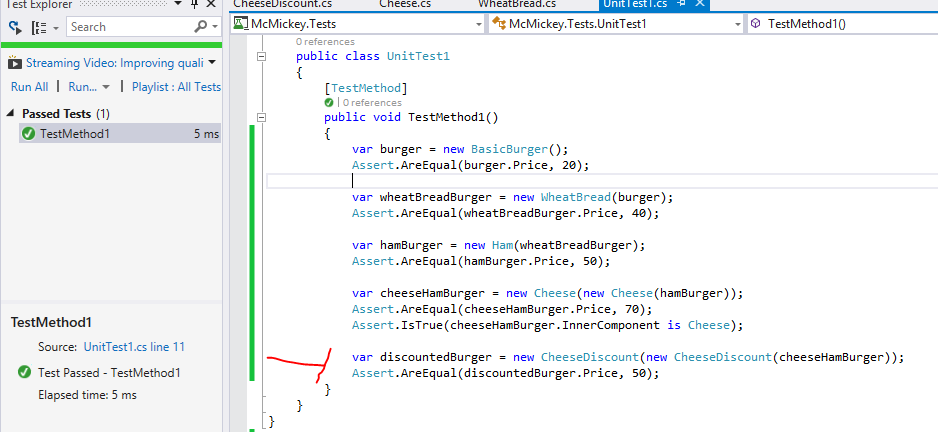 Test Explorer
Search
Streaming Video: Improving quali
Run All | Run... | Playlist : All Tests
Passed Tests (1)
TestMethod1 5 ms
TestMethod1
Source: UnitTest1.cs line 11
Test Passed - TestMethod1
Elapsed time: 5 ms
CheeseDiscount.cs Cheese.cs WheatBread.cs UnitTest1.cs
McMickey.Tests McMickey.Tests.UnitTest1 TestMethod1()
0 references
public class UnitTest1
{
[TestMethod]
| 0 references
public void TestMethod1()
{
var burger = new BasicBurger();
Assert.AreEqual(burger.Price, 20);
var wheatBreadBurger = new WheatBread(burger);
Assert.AreEqual(wheatBreadBurger.Price, 40);
var hamBurger = new Ham(wheatBreadBurger);
Assert.AreEqual(hamBurger.Price, 50);
var cheeseHamBurger = new Cheese(new Cheese(hamBurger));
Assert.AreEqual(cheeseHamBurger.Price, 70);
Assert.IsTrue(cheeseHamBurger.InnerComponent is Cheese);
var discountedBurger = new CheeseDiscount(new CheeseDiscount(cheeseHamBurger));
Assert.AreEqual(discountedBurger.Price, 50);
}
}
}